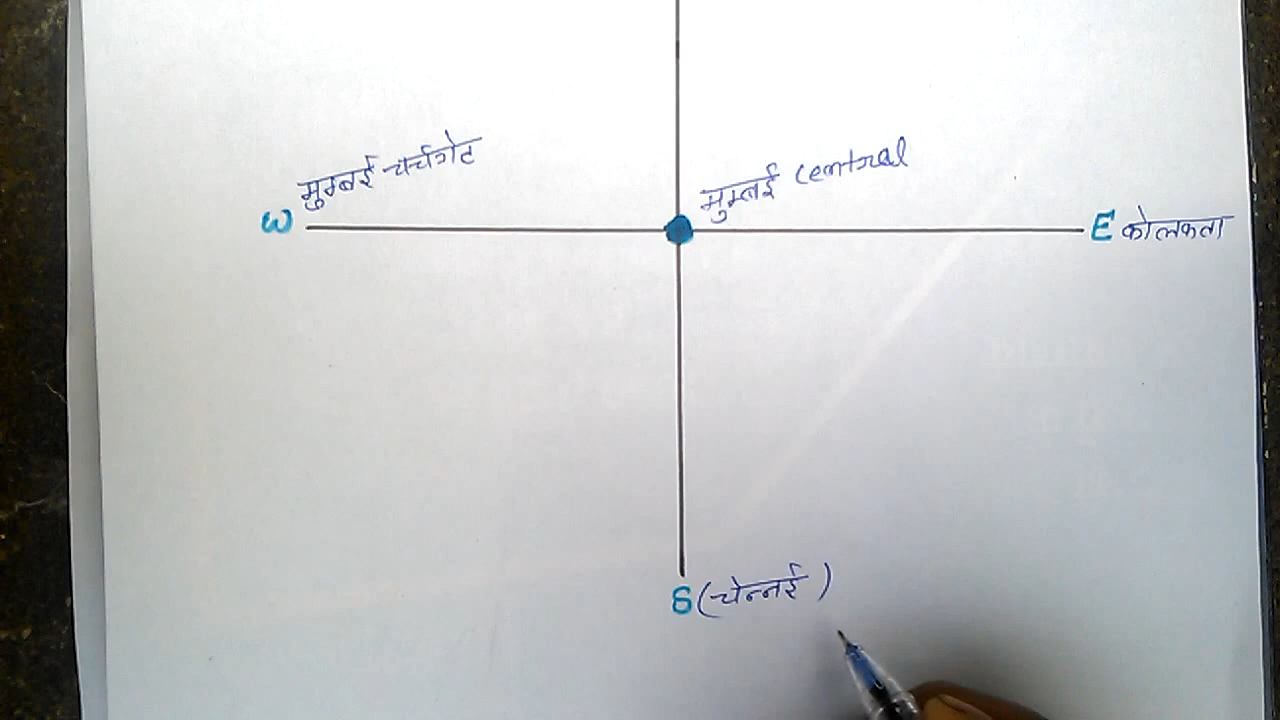 मुम्बई चर्चगेट
मुम्बई central
W
E कोलकता
S (चेन्नई)